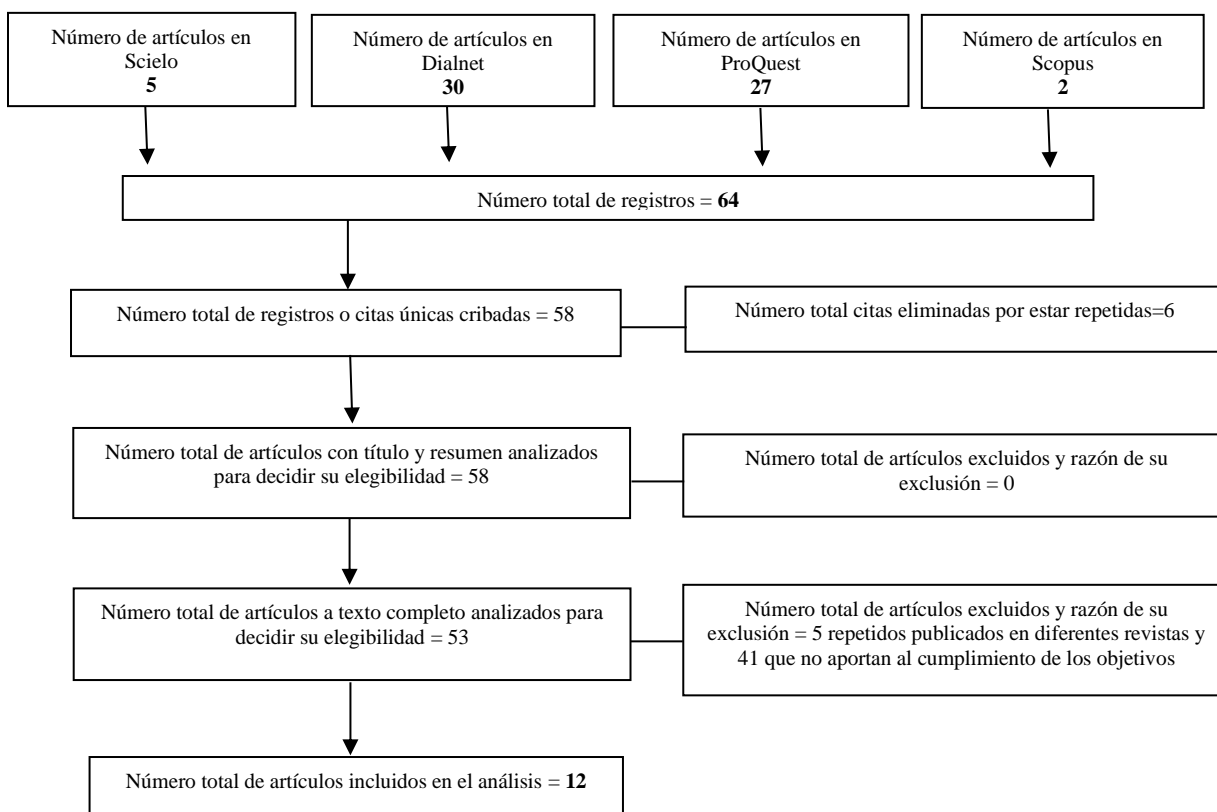 Número de artículos en
Scielo
5
Número de artículos en
Dialnet
30
Número de artículos en
ProQuest
27
Número de artículos en
Scopus
2
Número total de registros = 64
Número total de registros o citas únicas cribadas = 58
Número total citas eliminadas por estar repetidas=6
Número total de artículos con título y resumen analizados
para decidir su elegibilidad = 58
Número total de artículos excluidos y razón de su
exclusión = 0
Número total de artículos a texto completo analizados para
decidir su elegibilidad = 53
Número total de artículos excluidos y razón de su
exclusión = 5 repetidos publicados en diferentes revistas y
41 que no aportan al cumplimiento de los objetivos
Número total de artículos incluidos en el análisis = 12